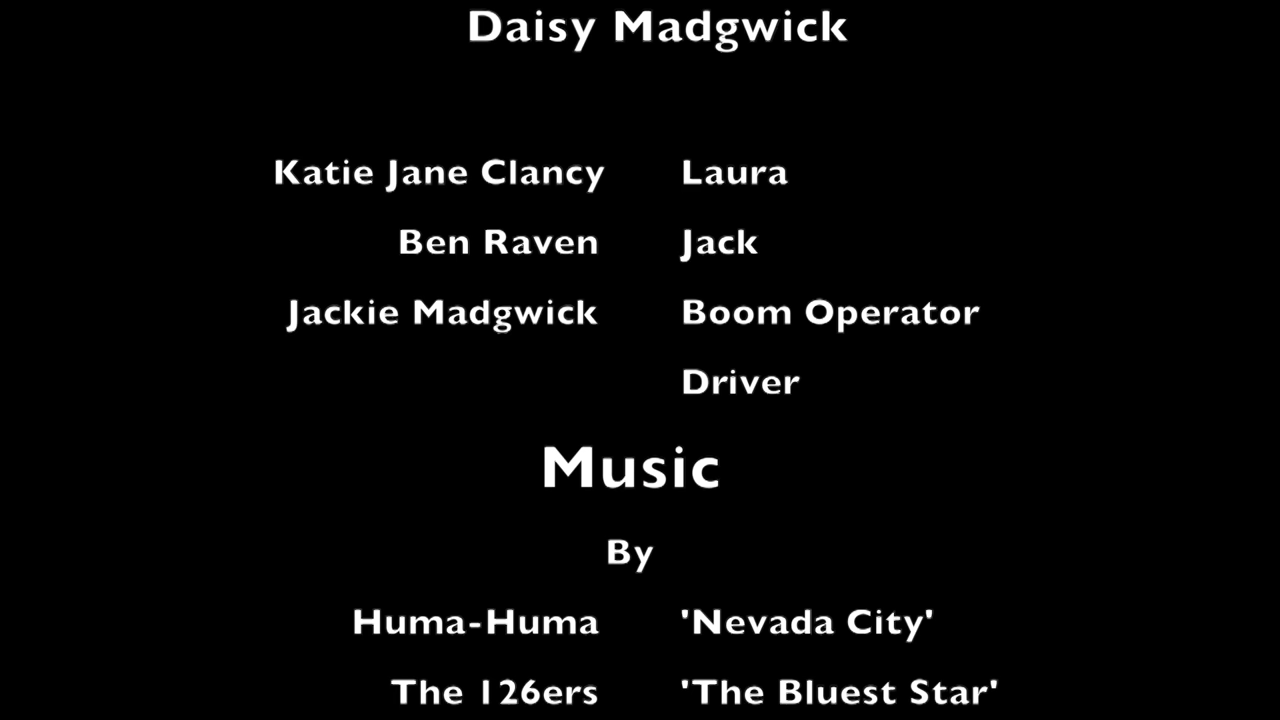 Daisy Madgwick
Katie Jane Clancy Laura
Ben Raven Jack
Jackie Madgwick Boom Operator
Driver
Music
By
Huma-Huma 'Nevada City'
The 126ers 'The Bluest Star'